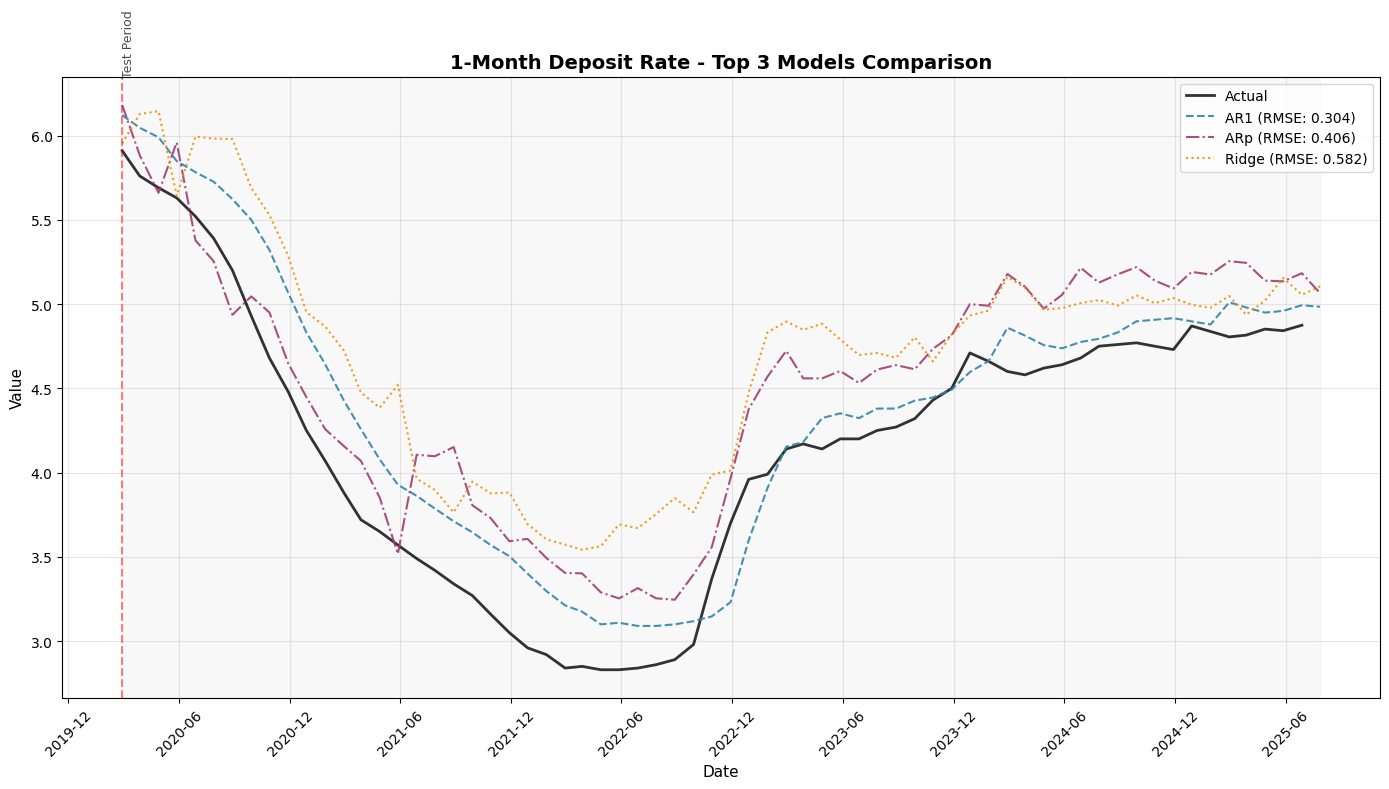 Test Period
1-Month Deposit Rate - Top 3 Models Comparison
Actual
AR1 (RMSE: 0.304)
ARp (RMSE: 0.406)
Ridge (RMSE: 0.582)
Value
6.0
5.5
5.0
4.5
4.0
3.5
3.0
2019-12
2020-06
2020-12
2021-06
2021-12
2022-06
2022-12
2023-06
2023-12
2024-06
2024-12
2025-06
Date